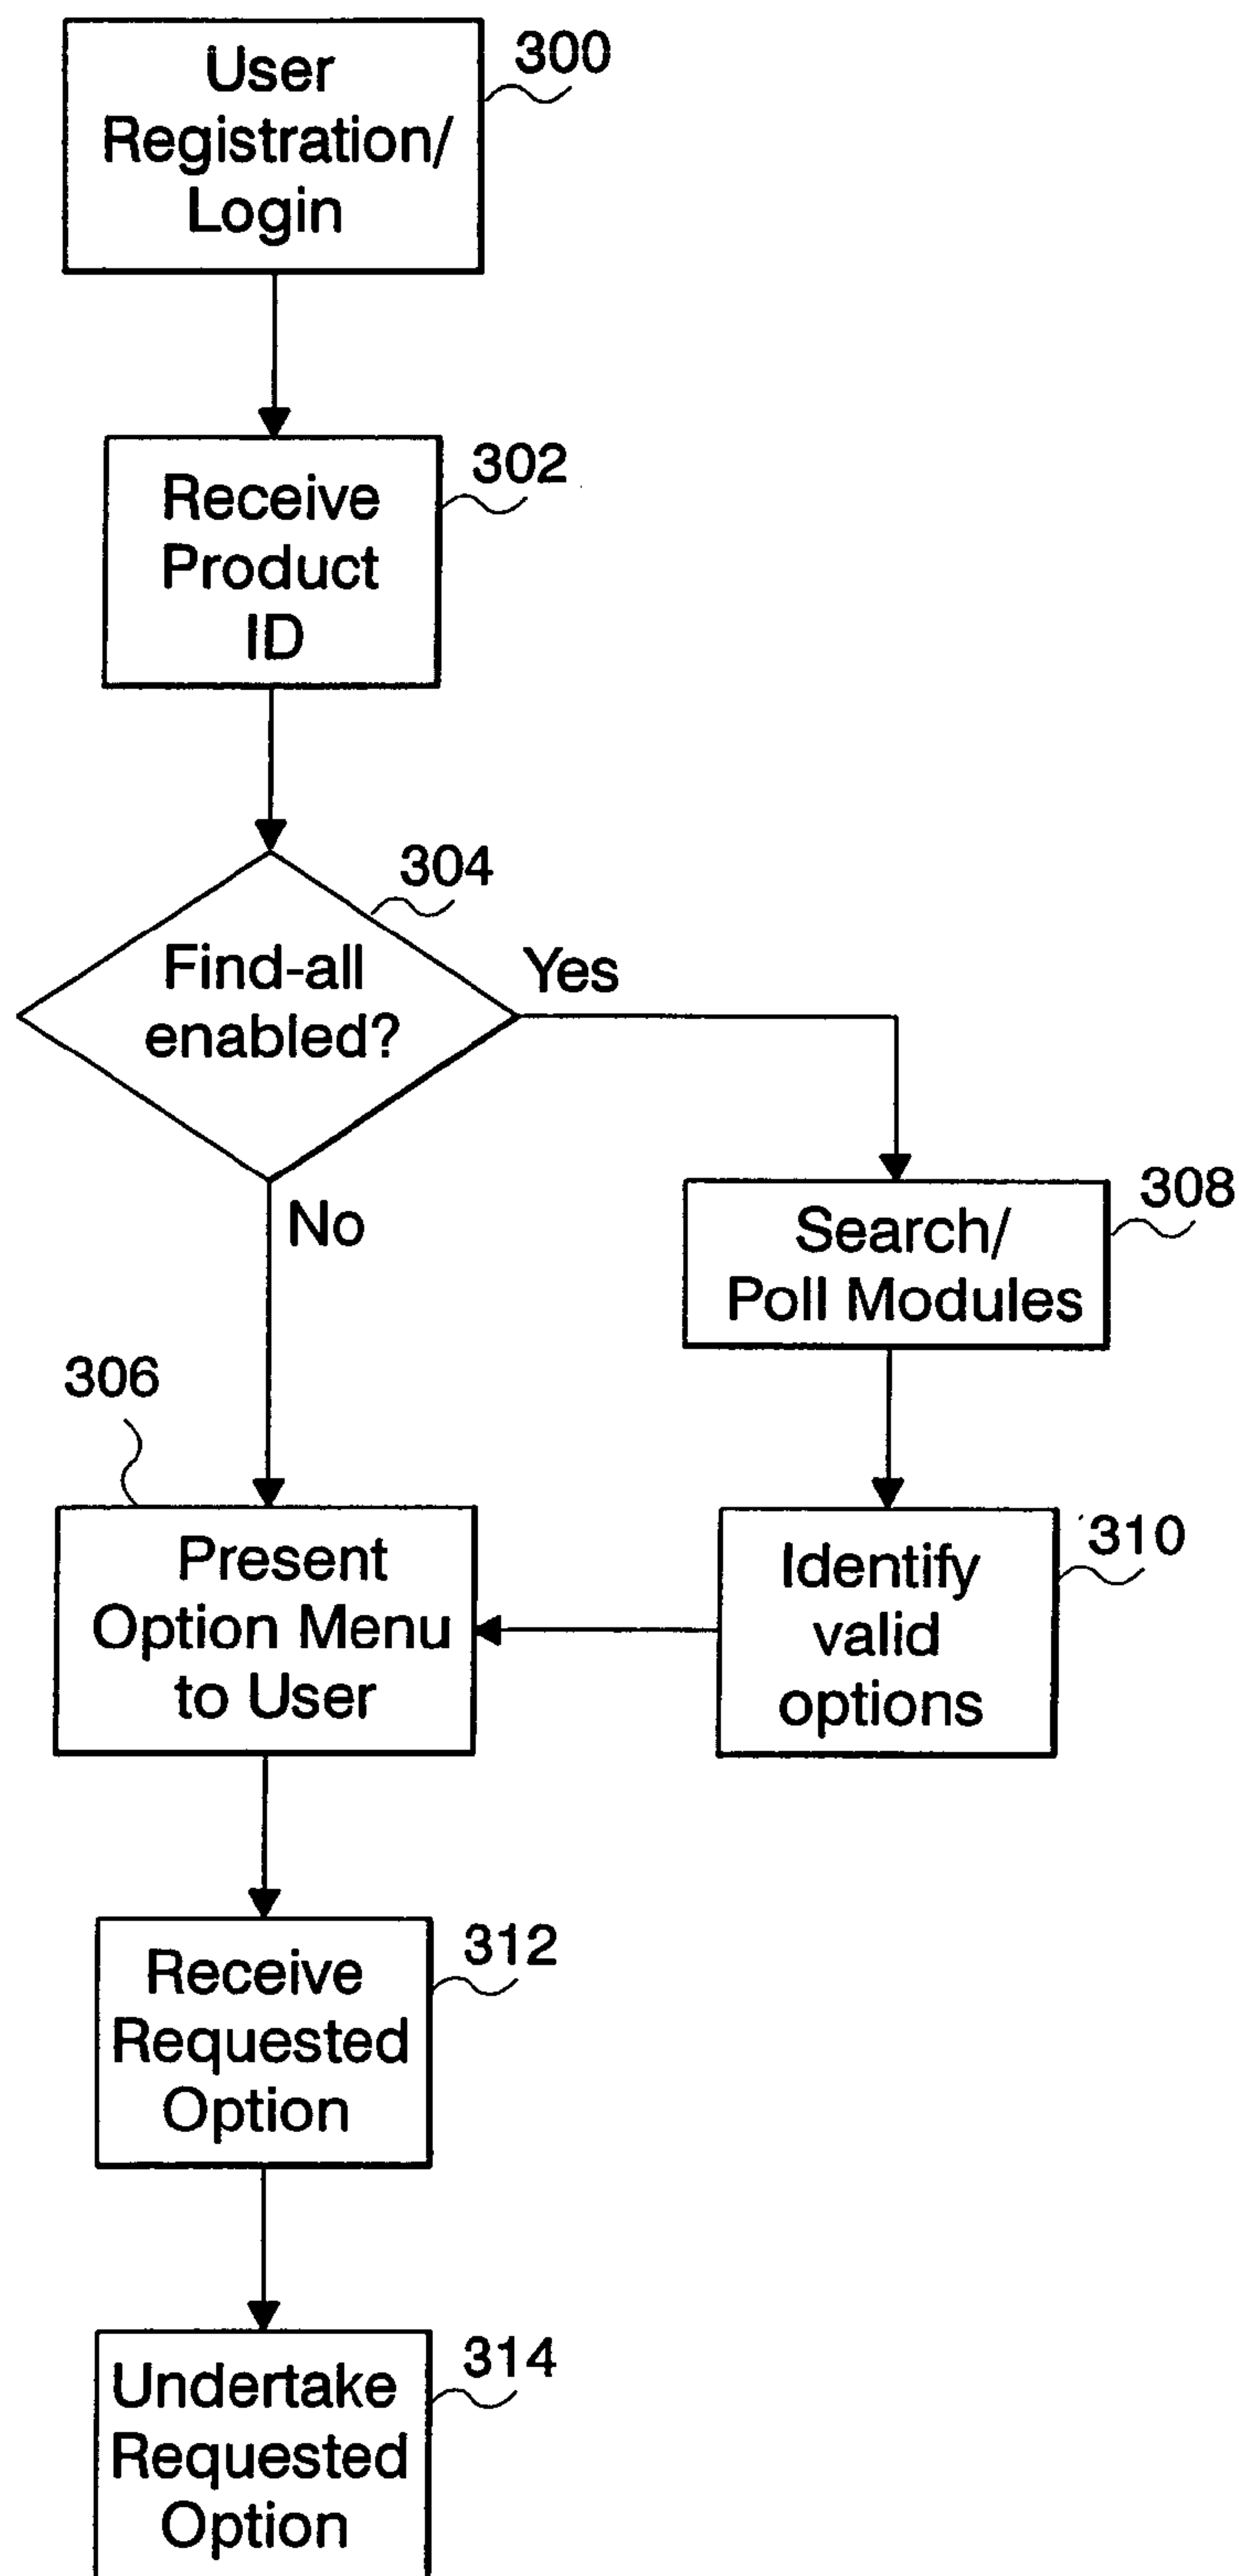 User
Registration/
Login
300
Receive
Product
ID
302
304
Find-all
enabled?
Yes
No
Search/
Poll Modules
308
306
Present
Option Menu
to User
Identify
valid
options
310
Receive
Requested
Option
312
Undertake
Requested
Option
314